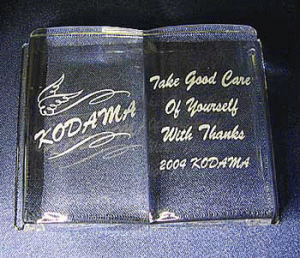 KODAMA
Take Good Care
Of Yourself
With Thanks
2004 KODAMA